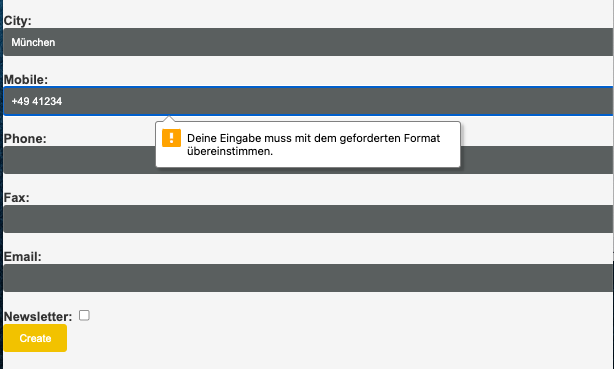 City:
München
Mobile:
+49 41234
Deine Eingabe muss mit dem geforderten Format
übereinstimmen.
Phone:
Fax:
Email:
Newsletter:
Create